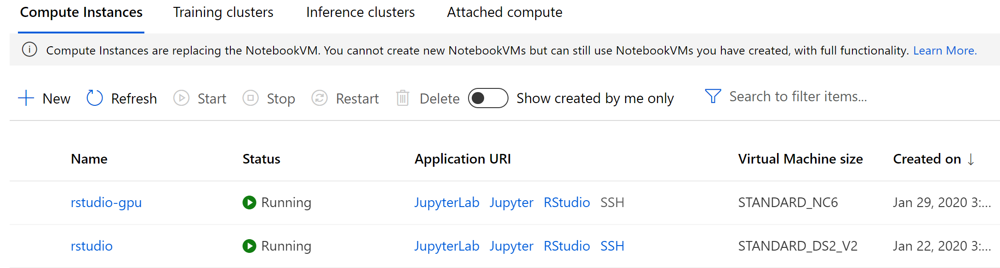 Compute Instances Training clusters Inference clusters Attached compute
Compute Instances are replacing the NotebookVM. You cannot create new NotebookVMs but can still use NotebookVMs you have created, with full functionality. Learn More.
New Refresh Start Stop Restart Delete Show created by me only Search to filter items...
Name Status Application URI Virtual Machine size Created on ↓
rstudio-gpu Running JupyterLab Jupyter RStudio SSH STANDARD_NC6 Jan 29, 2020 3:...
rstudio Running JupyterLab Jupyter RStudio SSH STANDARD_DS2_V2 Jan 22, 2020 3:...